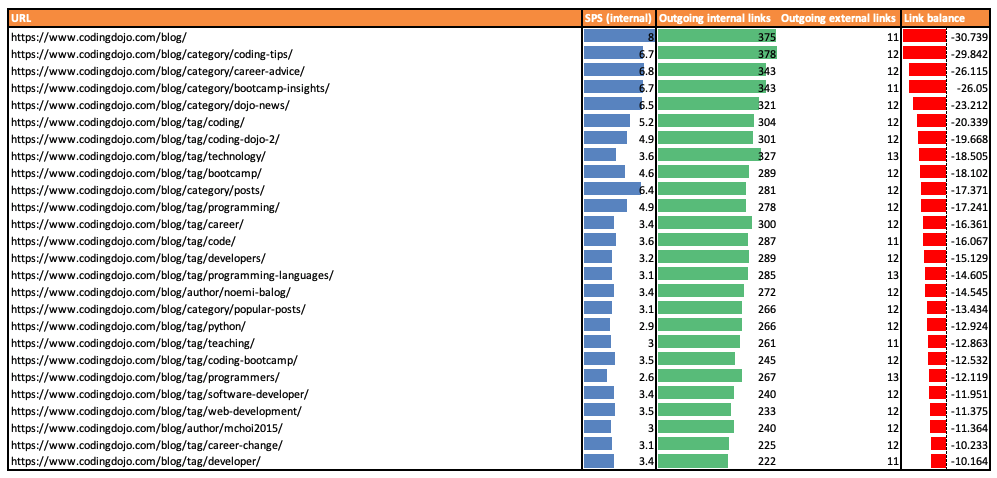 URL SPS (internal) Outgoing internal links Outgoing external links Link balance
https://www.codingdojo.com/blog/ 8 375 11 -30.739
https://www.codingdojo.com/blog/category/coding-tips/ 6.7 378 12 -29.842
https://www.codingdojo.com/blog/category/career-advice/ 6.8 343 12 -26.115
https://www.codingdojo.com/blog/category/bootcamp-insights/ 6.7 343 11 -26.05
https://www.codingdojo.com/blog/category/dojo-news/ 6.5 321 12 -23.212
https://www.codingdojo.com/blog/tag/coding/ 5.2 304 12 -20.339
https://www.codingdojo.com/blog/tag/coding-dojo-2/ 4.9 301 12 -19.668
https://www.codingdojo.com/blog/tag/technology/ 3.6 327 13 -18.505
https://www.codingdojo.com/blog/tag/bootcamp/ 4.6 289 12 -18.102
https://www.codingdojo.com/blog/category/posts/ 6.4 281 12 -17.371
https://www.codingdojo.com/blog/tag/programming/ 4.9 278 12 -17.241
https://www.codingdojo.com/blog/tag/career/ 3.4 300 12 -16.361
https://www.codingdojo.com/blog/tag/code/ 3.6 287 11 -16.067
https://www.codingdojo.com/blog/tag/developers/ 3.2 289 12 -15.129
https://www.codingdojo.com/blog/tag/programming-languages/ 3.1 285 13 -14.605
https://www.codingdojo.com/blog/author/noemi-balog/ 3.4 272 12 -14.545
https://www.codingdojo.com/blog/category/popular-posts/ 3.1 266 12 -13.434
https://www.codingdojo.com/blog/tag/python/ 2.9 266 12 -12.924
https://www.codingdojo.com/blog/tag/teaching/ 3 261 11 -12.863
https://www.codingdojo.com/blog/tag/coding-bootcamp/ 3.5 245 12 -12.532
https://www.codingdojo.com/blog/tag/programmers/ 2.6 267 13 -12.119
https://www.codingdojo.com/blog/tag/software-developer/ 3.4 240 12 -11.951
https://www.codingdojo.com/blog/tag/web-development/ 3.5 233 12 -11.375
https://www.codingdojo.com/blog/author/mchoi2015/ 3 240 12 -11.364
https://www.codingdojo.com/blog/tag/career-change/ 3.1 225 12 -10.233
https://www.codingdojo.com/blog/tag/developer/ 3.4 222 11 -10.164